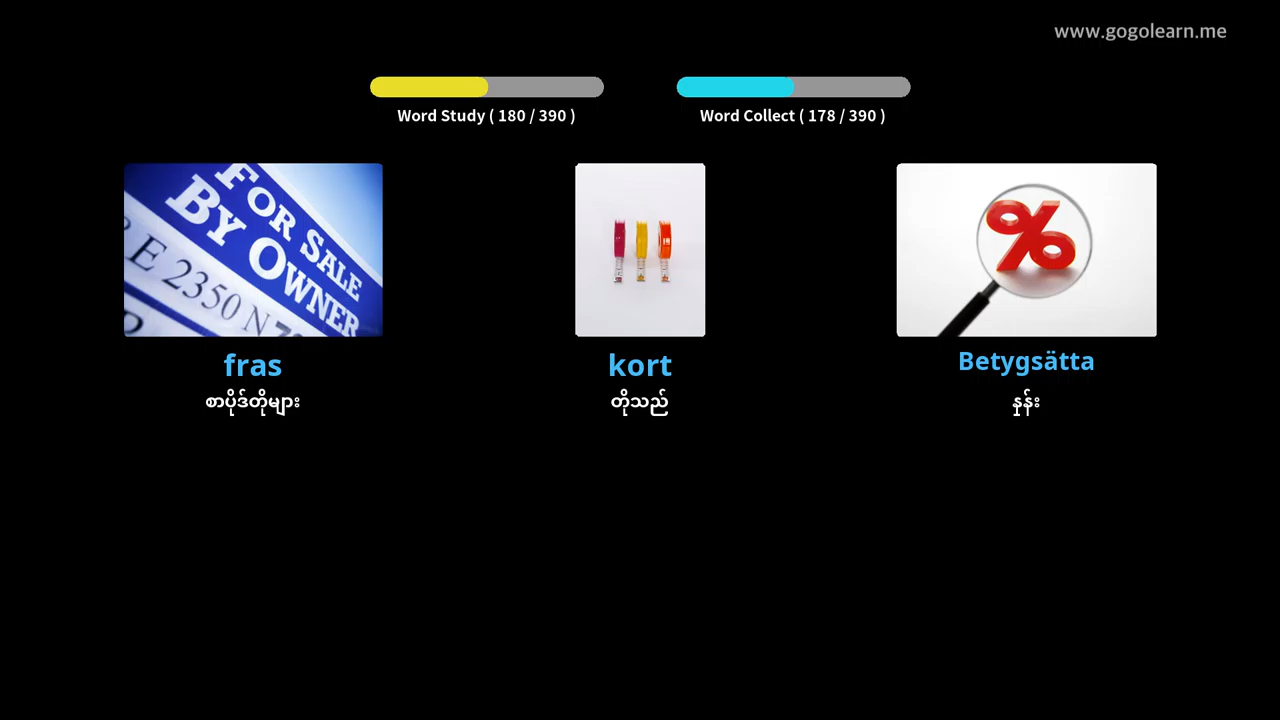 www.gogolearn.me
Word Study ( 180 / 390 )
Word Collect ( 178 / 390 )
FOR SALE
BY OWNER
E 2350 N
fras
kort
Betygsätta
စာပိုဒ်တိုများ
တိုသည်
နှုန်း